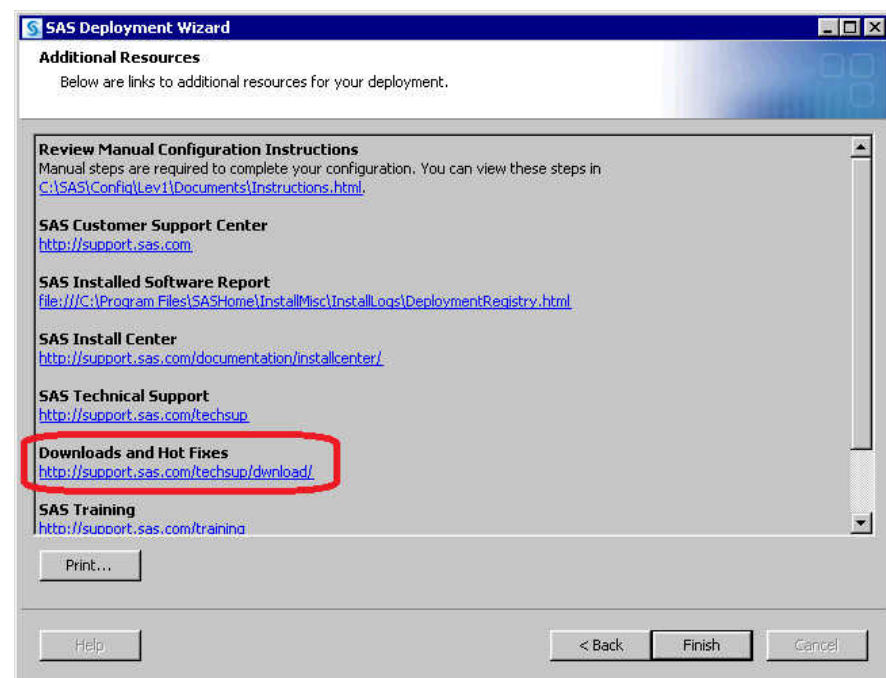 SAS Deployment Wizard
Additional Resources
Below are links to additional resources for your deployment.
Review Manual Configuration Instructions
Manual steps are required to complete your configuration. You can view these steps in
C:\SAS\Config\Lev1\Documents\Instructions.html.
SAS Customer Support Center
http://support.sas.com
SAS Installed Software Report
file:///C:\Program Files\SASHome\InstallMisc\InstallLogs\DeploymentRegistry.html
SAS Install Center
http://support.sas.com/documentation/installcenter/
SAS Technical Support
http://support.sas.com/techsup
Downloads and Hot Fixes
http://support.sas.com/techsup/dwnload/
SAS Training
http://support.sas.com/training
Print...
Help < Back Finish Cancel